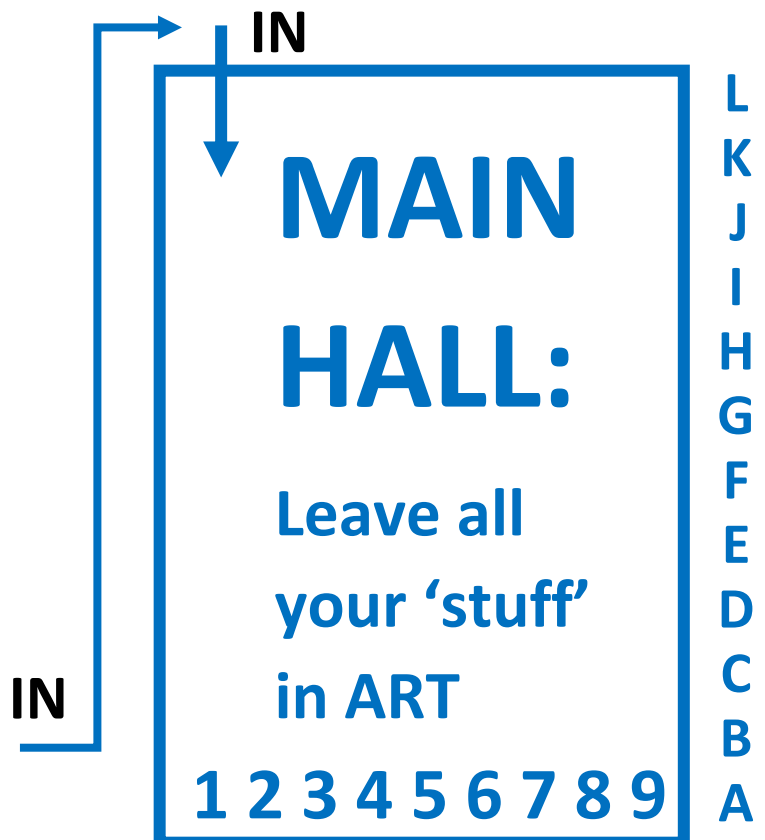 IN
MAIN
HALL:
Leave all
your ‘stuff’
in ART
IN
1 2 3 4 5 6 7 8 9
L
K
J
I
H
G
F
E
D
C
B
A